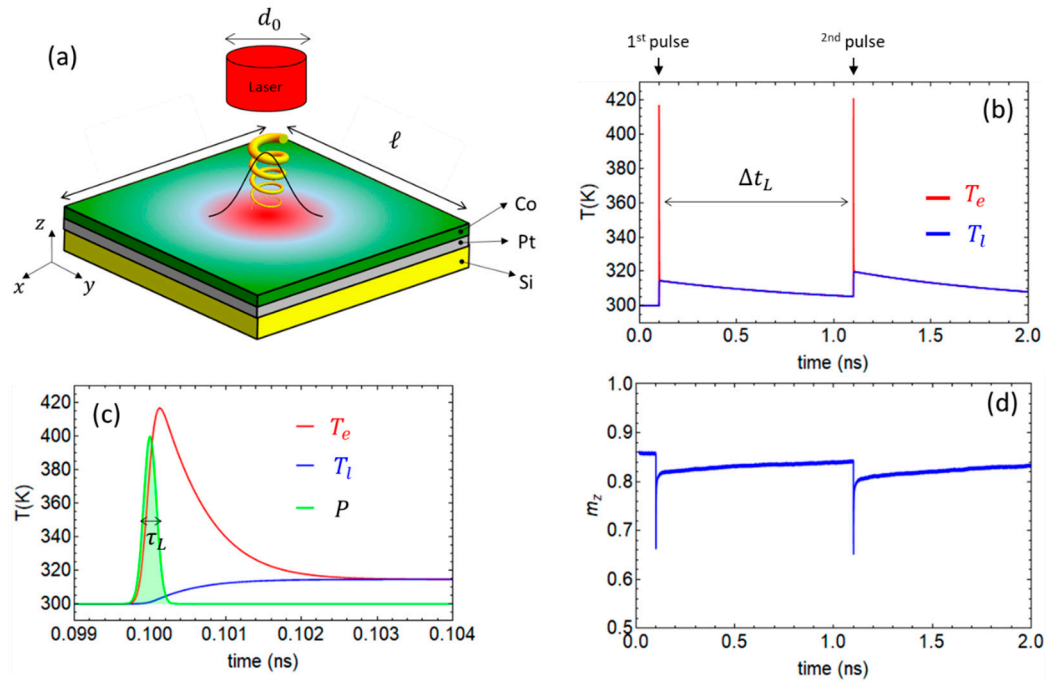 (a)
d₀
Laser
ℓ
Co
Pt
Si
z
x
y
1st pulse
2nd pulse
(b)
420
400
380
360
340
320
300
T(K)
Δt_L
T_e
T_l
0.0
0.5
1.0
1.5
2.0
time (ns)
(c)
420
400
380
360
340
320
300
T(K)
τ_L
T_e
T_l
P
0.099
0.100
0.101
0.102
0.103
0.104
time (ns)
(d)
1.0
0.9
0.8
0.7
0.6
0.5
m_z
0.0
0.5
1.0
1.5
2.0
time (ns)